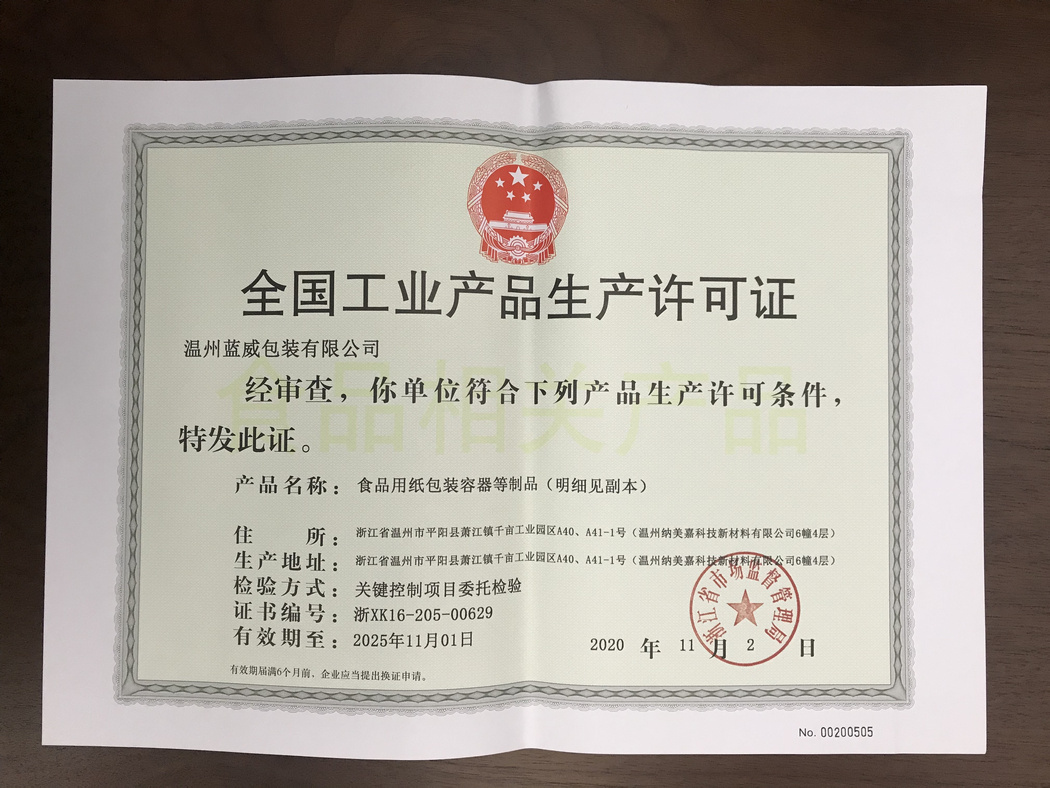 全国工业产品生产许可证
温州蓝威包装有限公司
食品相关产品
经审查，你单位符合下列产品生产许可条件，
特发此证。
产品名称：食品用纸包装容器等制品（明细见副本）
住所：浙江省温州市平阳县萧江镇千亩工业园区A40、A41-1号（温州纳美嘉科技新材料有限公司6幢4层）
生产地址：浙江省温州市平阳县萧江镇千亩工业园区A40、A41-1号（温州纳美嘉科技新材料有限公司6幢4层）
检验方式：关键控制项目委托检验
证书编号：浙XK16-205-00629
有效期至：2025年11月01日
浙江省市场监督管理局
2020 年 11 月 2 日
有效期届满6个月前，企业应当提出换证申请。
No. 00200505